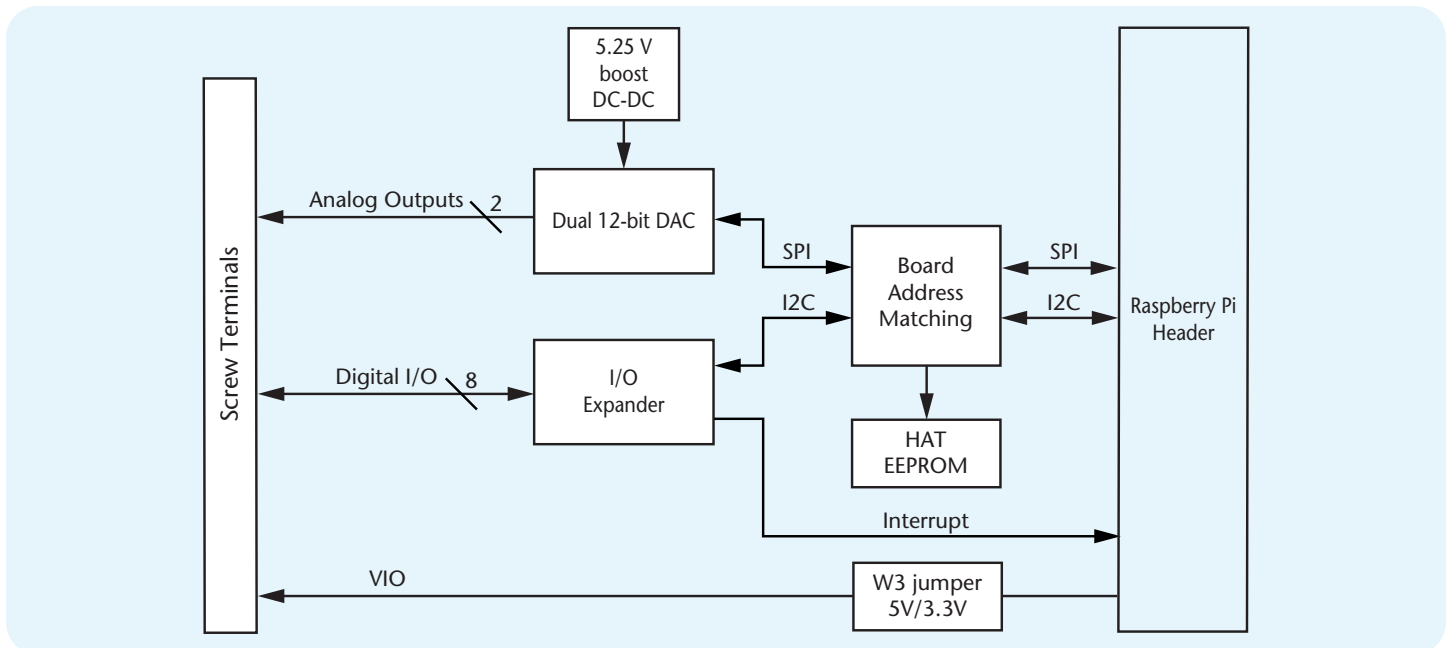 5.25 V
boost
DC-DC
Analog Outputs
2
Dual 12-bit DAC
SPI
Board
Address
Matching
SPI
I2C
I2C
Raspberry Pi
Header
Screw Terminals
Digital I/O
8
I/O
Expander
HAT
EEPROM
Interrupt
VIO
W3 jumper
5V/3.3V